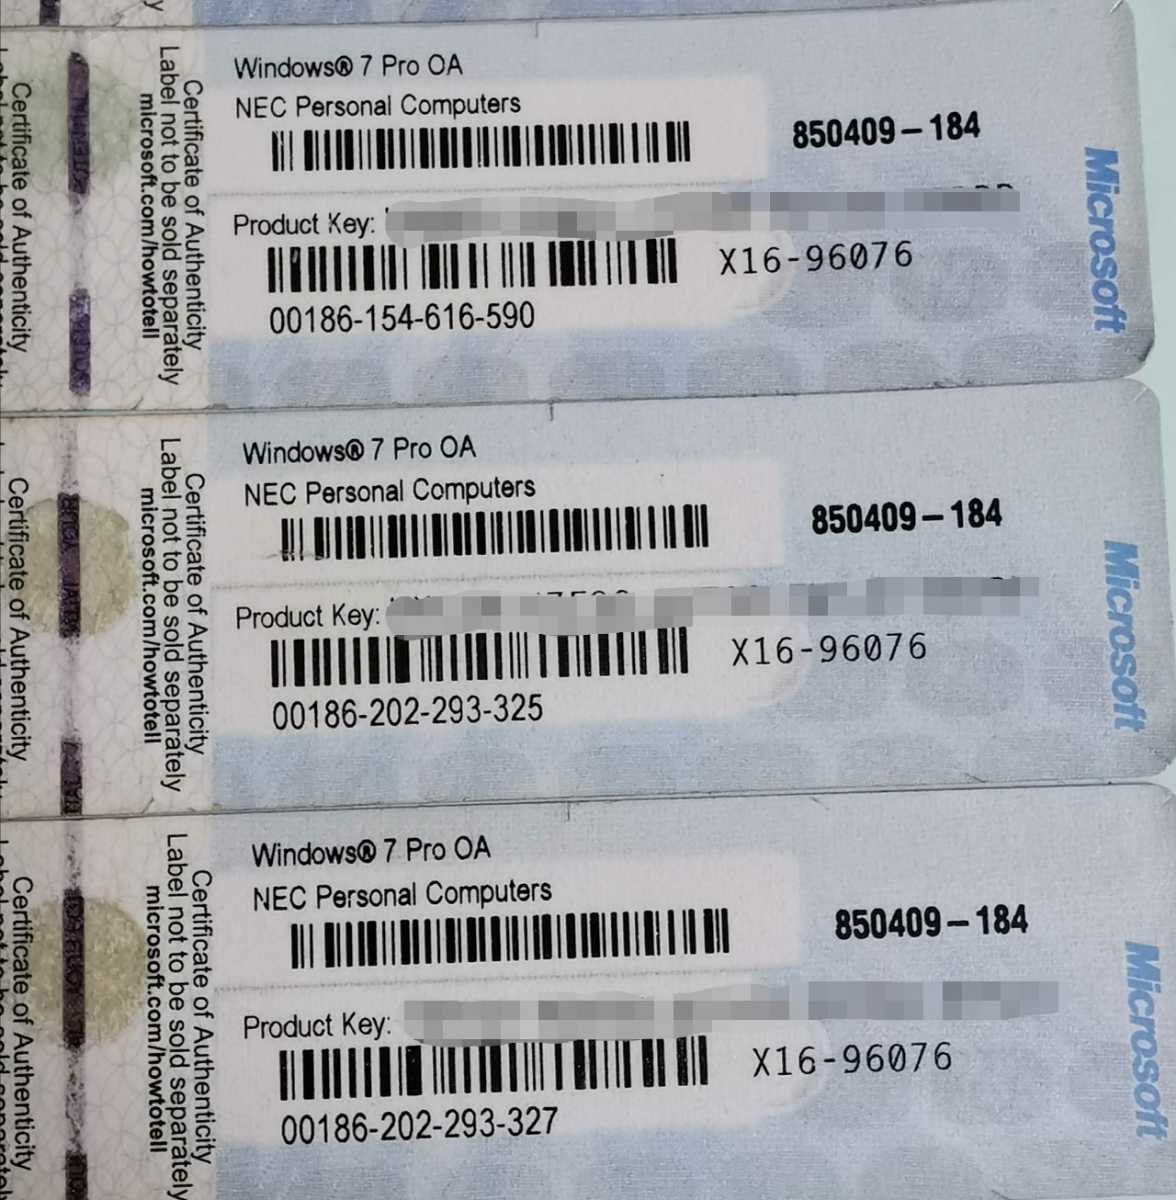 Windows® 7 Pro OA
NEC Personal Computers
850409-184
Product Key:
X16-96076
00186-154-616-590
Certificate of Authenticity
Label not to be sold separately
microsoft.com/howtotell
Certificate of Authenticity
Microsoft
Windows® 7 Pro OA
NEC Personal Computers
850409-184
Product Key:
X16-96076
00186-202-293-325
Certificate of Authenticity
Label not to be sold separately
microsoft.com/howtotell
Certificate of Authenticity
Microsoft
Windows® 7 Pro OA
NEC Personal Computers
850409-184
Product Key:
X16-96076
00186-202-293-327
Certificate of Authenticity
Label not to be sold separately
microsoft.com/howtotell
Certificate of Authenticity
Microsoft